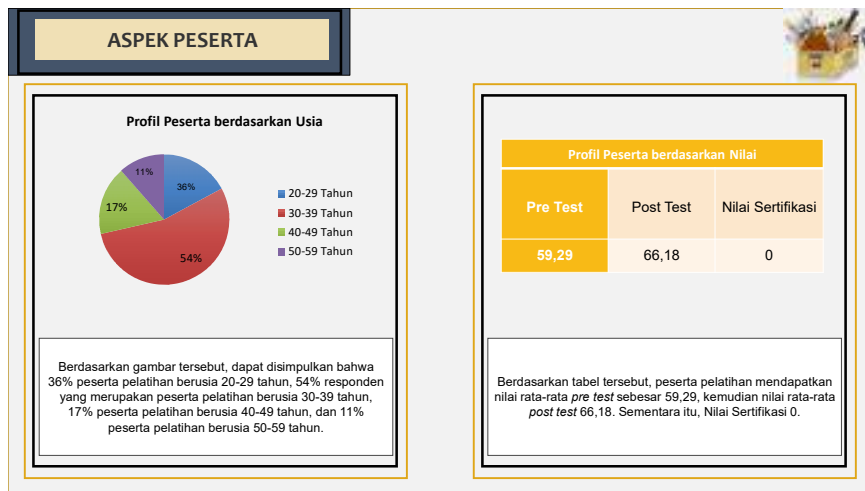 ASPEK PESERTA
Profil Peserta berdasarkan Usia
11%
36%
17%
54%
20-29 Tahun
30-39 Tahun
40-49 Tahun
50-59 Tahun
Berdasarkan gambar tersebut, dapat disimpulkan bahwa
36% peserta pelatihan berusia 20-29 tahun, 54% responden
yang merupakan peserta pelatihan berusia 30-39 tahun,
17% peserta pelatihan berusia 40-49 tahun, dan 11%
peserta pelatihan berusia 50-59 tahun.
Profil Peserta berdasarkan Nilai
Pre Test Post Test Nilai Sertifikasi
59,29 66,18 0
Berdasarkan tabel tersebut, peserta pelatihan mendapatkan
nilai rata-rata pre test sebesar 59,29, kemudian nilai rata-rata
post test 66,18. Sementara itu, Nilai Sertifikasi 0.